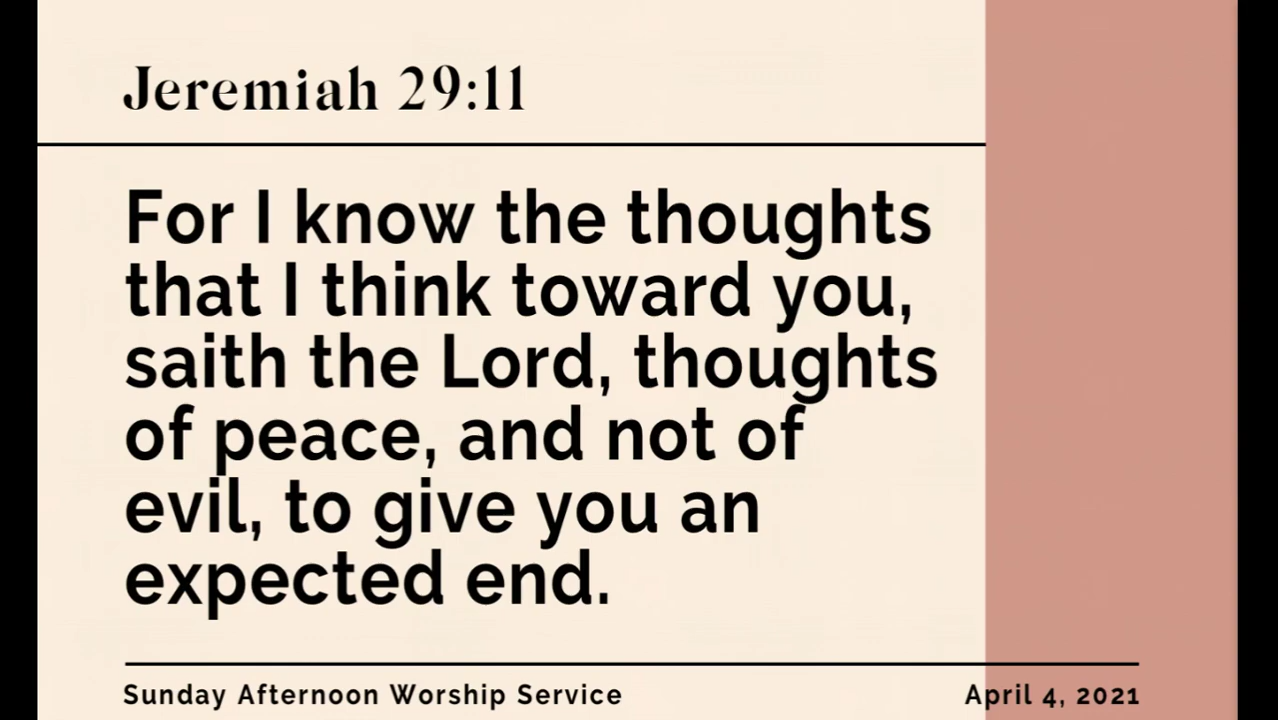 Jeremiah 29:11
For I know the thoughts
that I think toward you,
saith the Lord, thoughts
of peace, and not of
evil, to give you an
expected end.
Sunday Afternoon Worship Service
April 4, 2021